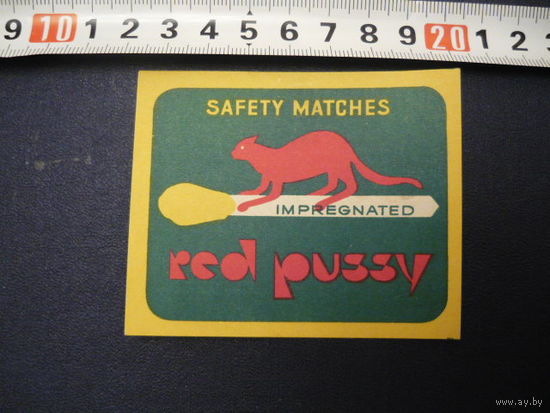 9 10 1 2 3 4 5 6 7 8 9 20 1 2 3
SAFETY MATCHES
IMPREGNATED
red pussy
www.ay.by